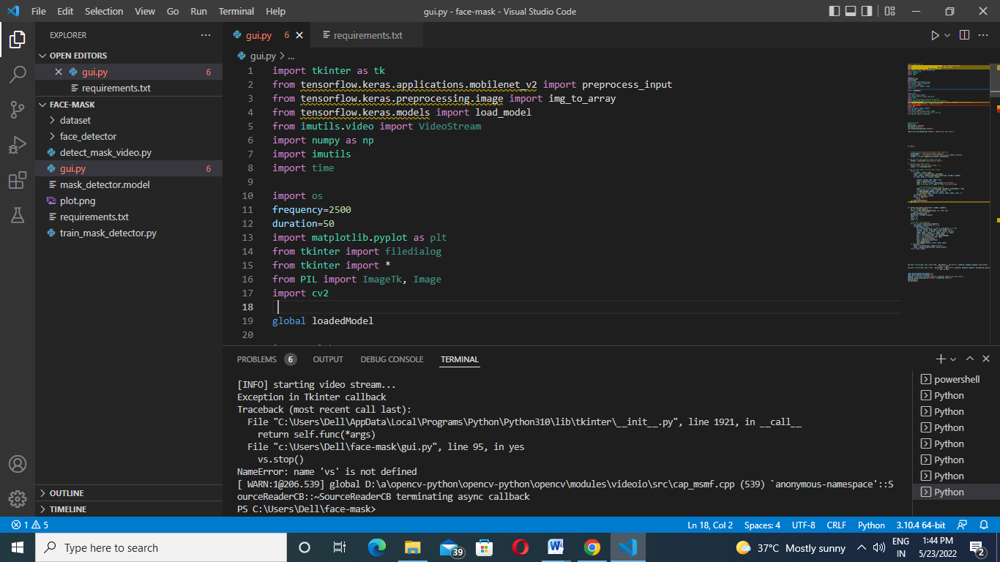 File Edit Selection View Go Run Terminal Help
gui.py - face-mask - Visual Studio Code
EXPLORER
OPEN EDITORS
gui.py 6
requirements.txt
FACE-MASK
dataset
face_detector
detect_mask_video.py
gui.py 6
mask_detector.model
plot.png
requirements.txt
train_mask_detector.py
OUTLINE
TIMELINE
gui.py 6 requirements.txt
gui.py > ...
1 import tkinter as tk
2 from tensorflow.keras.applications.mobilenet_v2 import preprocess_input
3 from tensorflow.keras.preprocessing.image import img_to_array
4 from tensorflow.keras.models import load_model
5 from imutils.video import VideoStream
6 import numpy as np
7 import imutils
8 import time
9
10 import os
11 frequency=2500
12 duration=50
13 import matplotlib.pyplot as plt
14 from tkinter import filedialog
15 from tkinter import *
16 from PIL import ImageTk, Image
17 import cv2
18
19 global loadedModel
20
PROBLEMS 6 OUTPUT DEBUG CONSOLE TERMINAL
[INFO] starting video stream...
Exception in Tkinter callback
Traceback (most recent call last):
File "C:\Users\Dell\AppData\Local\Programs\Python\Python310\lib\tkinter\__init__.py", line 1921, in __call__
return self.func(*args)
File "c:\Users\Dell\face-mask\gui.py", line 95, in yes
vs.stop()
NameError: name 'vs' is not defined
[ WARN:1@206.539] global D:\a\opencv-python\opencv-python\opencv\modules\videoio\src\cap_msmf.cpp (539) `anonymous-namespace'::S
ourceReaderCB::~SourceReaderCB terminating async callback
PS C:\Users\Dell\face-mask>
powershell
Python
Python
Python
Python
Python
Python
Python
1 5
Ln 18, Col 2 Spaces: 4 UTF-8 CRLF Python 3.10.4 64-bit
Type here to search
39
37°C Mostly sunny
ENG
IN
1:44 PM
5/23/2022
2